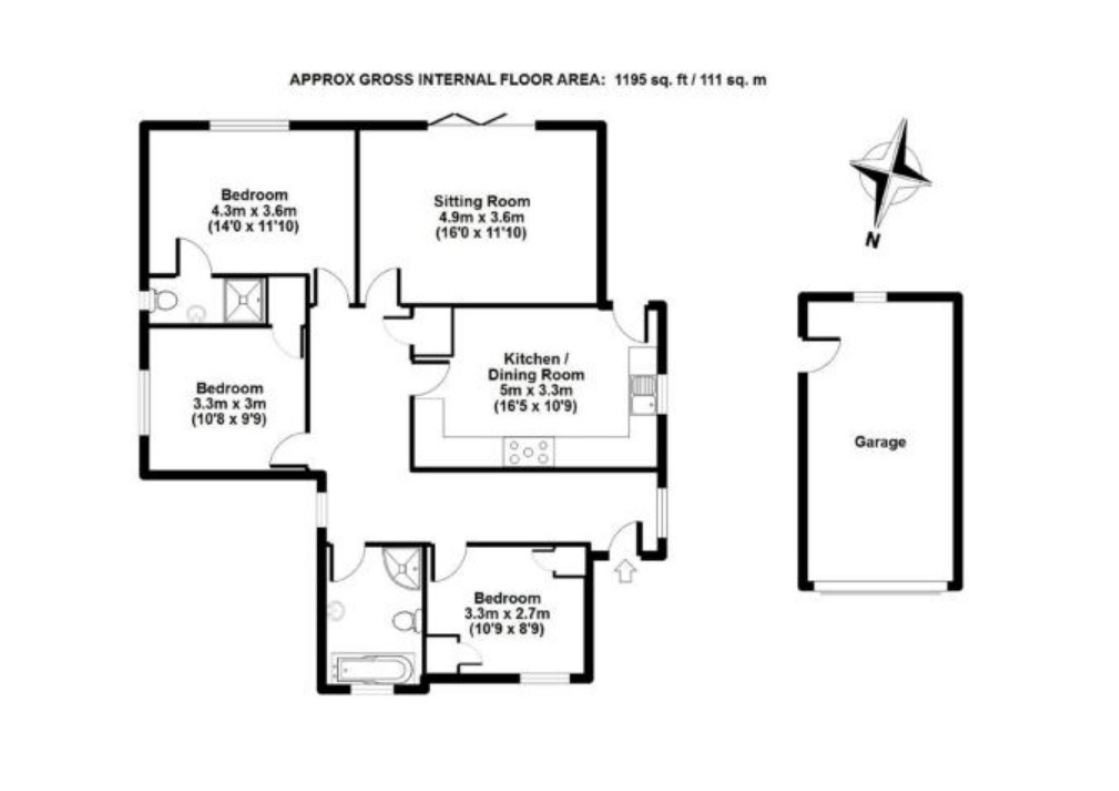 APPROX GROSS INTERNAL FLOOR AREA: 1195 sq. ft / 111 sq. m
Bedroom
4.3m x 3.6m
(14'0 x 11'10)
Sitting Room
4.9m x 3.6m
(16'0 x 11'10)
N
Kitchen /
Dining Room
5m x 3.3m
(16'5 x 10'9)
Bedroom
3.3m x 3m
(10'8 x 9'9)
Garage
Bedroom
3.3m x 2.7m
(10'9 x 8'9)